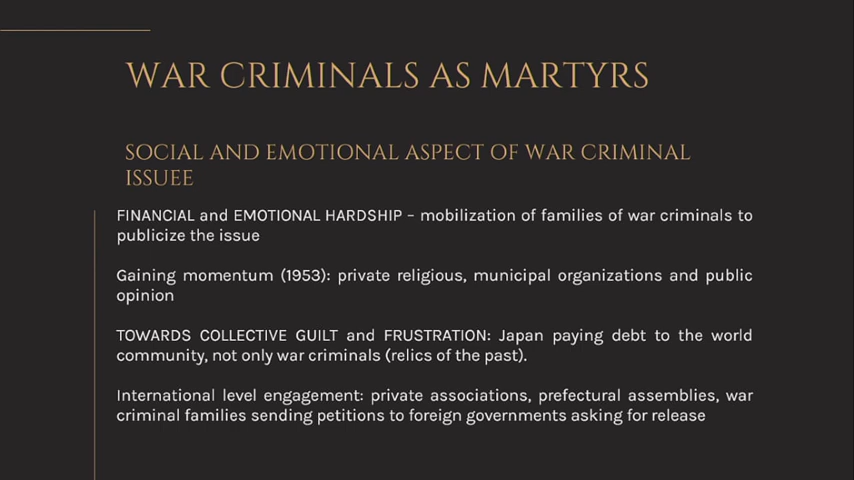 WAR CRIMINALS AS MARTYRS
SOCIAL AND EMOTIONAL ASPECT OF WAR CRIMINAL
ISSUEE
FINANCIAL and EMOTIONAL HARDSHIP – mobilization of families of war criminals to
publicize the issue
Gaining momentum (1953): private religious, municipal organizations and public
opinion
TOWARDS COLLECTIVE GUILT and FRUSTRATION: Japan paying debt to the world
community, not only war criminals (relics of the past).
International level engagement: private associations, prefectural assemblies, war
criminal families sending petitions to foreign governments asking for release